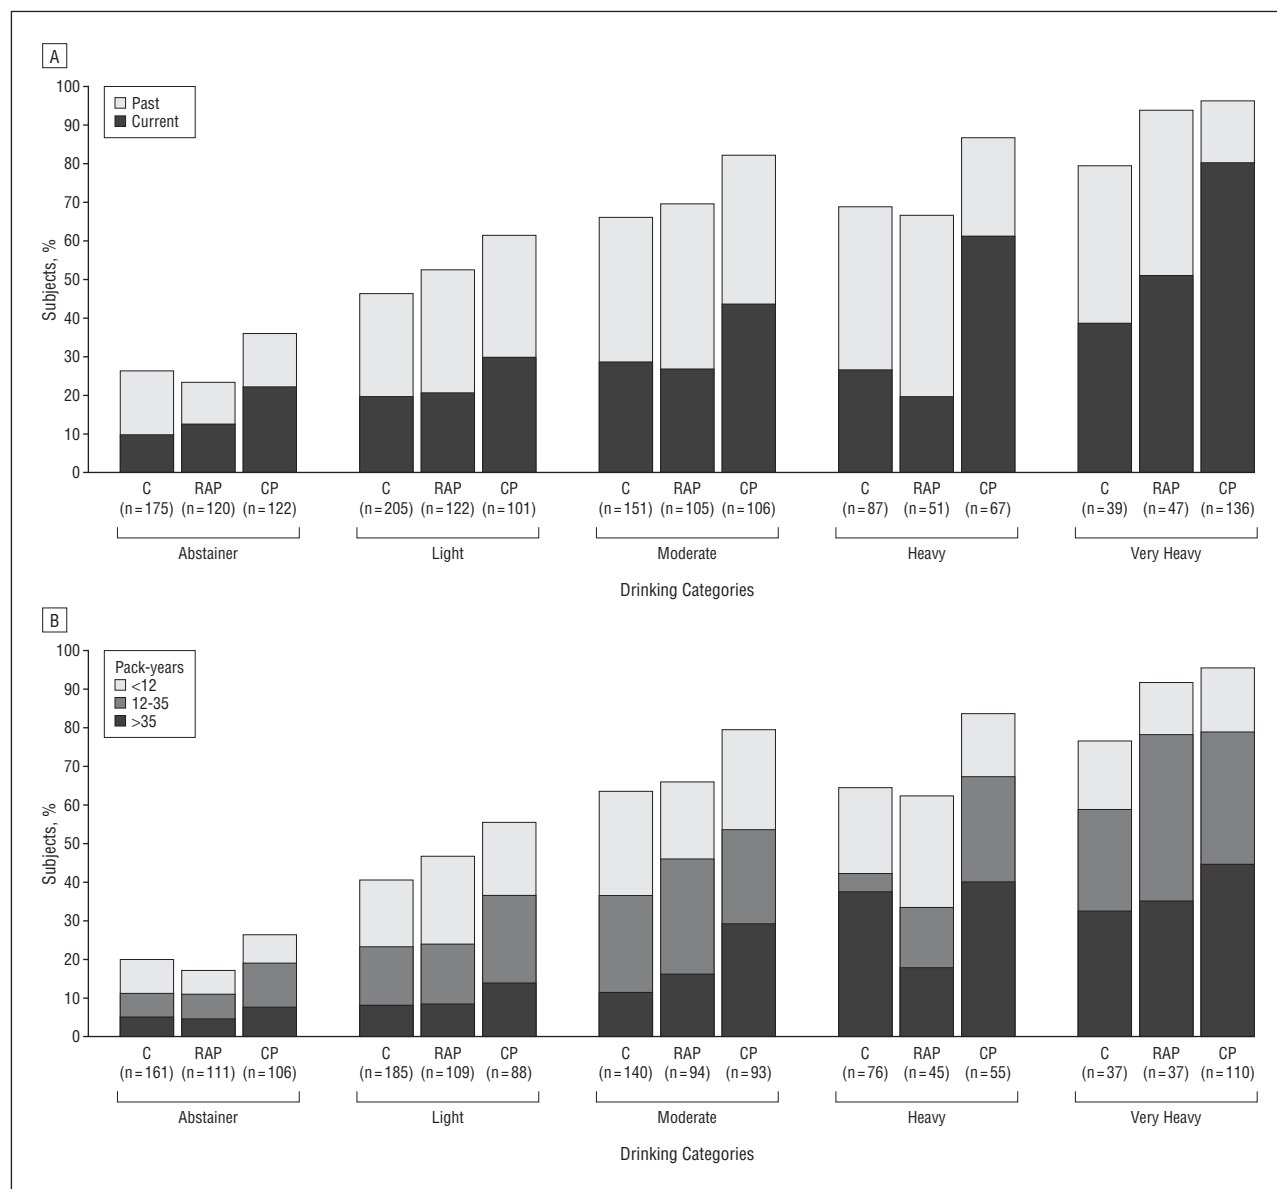 A
100
90
80
70
60
50
40
30
20
10
0
Subjects, %
Past
Current
C RAP CP C RAP CP C RAP CP C RAP CP C RAP CP
(n=175) (n=120) (n=122) (n=205) (n=122) (n=101) (n=151) (n=105) (n=106) (n=87) (n=51) (n=67) (n=39) (n=47) (n=136)
Abstainer Light Moderate Heavy Very Heavy
Drinking Categories
B
100
90
80
70
60
50
40
30
20
10
0
Subjects, %
Pack-years
<12
12-35
>35
C RAP CP C RAP CP C RAP CP C RAP CP C RAP CP
(n=161) (n=111) (n=106) (n=185) (n=109) (n=88) (n=140) (n=94) (n=93) (n=76) (n=45) (n=55) (n=37) (n=37) (n=110)
Abstainer Light Moderate Heavy Very Heavy
Drinking Categories